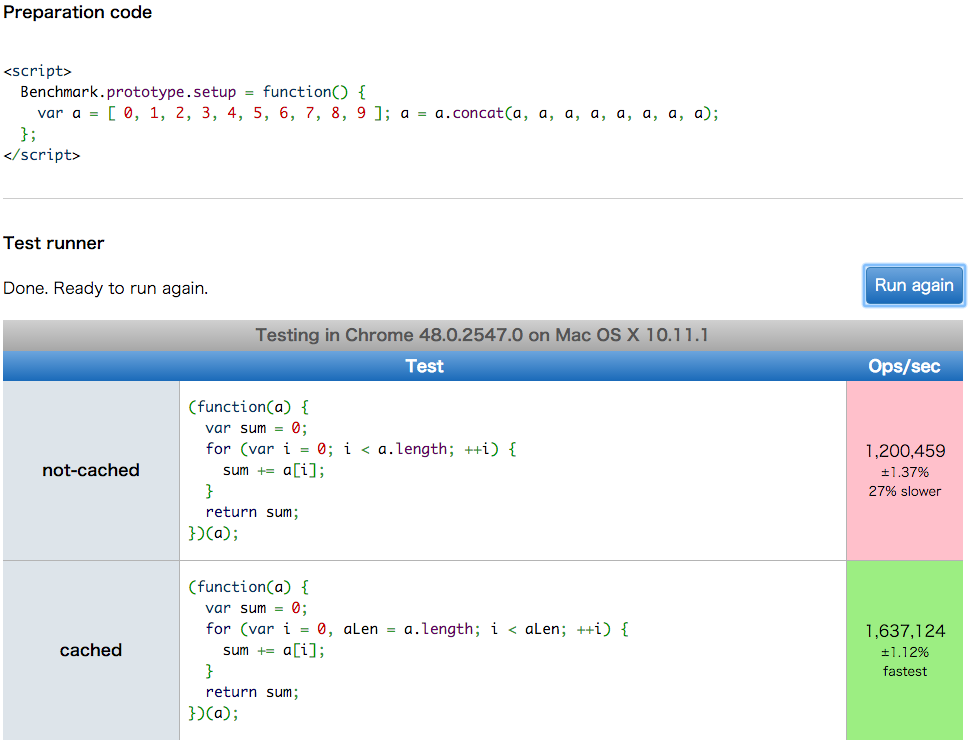 Preparation code
<script>
  Benchmark.prototype.setup = function() {
    var a = [ 0, 1, 2, 3, 4, 5, 6, 7, 8, 9 ]; a = a.concat(a, a, a, a, a, a, a, a);
  };
</script>
Test runner
Done. Ready to run again.
Run again
Testing in Chrome 48.0.2547.0 on Mac OS X 10.11.1
Test
Ops/sec
not-cached
(function(a) {
  var sum = 0;
  for (var i = 0; i < a.length; ++i) {
    sum += a[i];
  }
  return sum;
})(a);
1,200,459
±1.37%
27% slower
cached
(function(a) {
  var sum = 0;
  for (var i = 0, aLen = a.length; i < aLen; ++i) {
    sum += a[i];
  }
  return sum;
})(a);
1,637,124
±1.12%
fastest